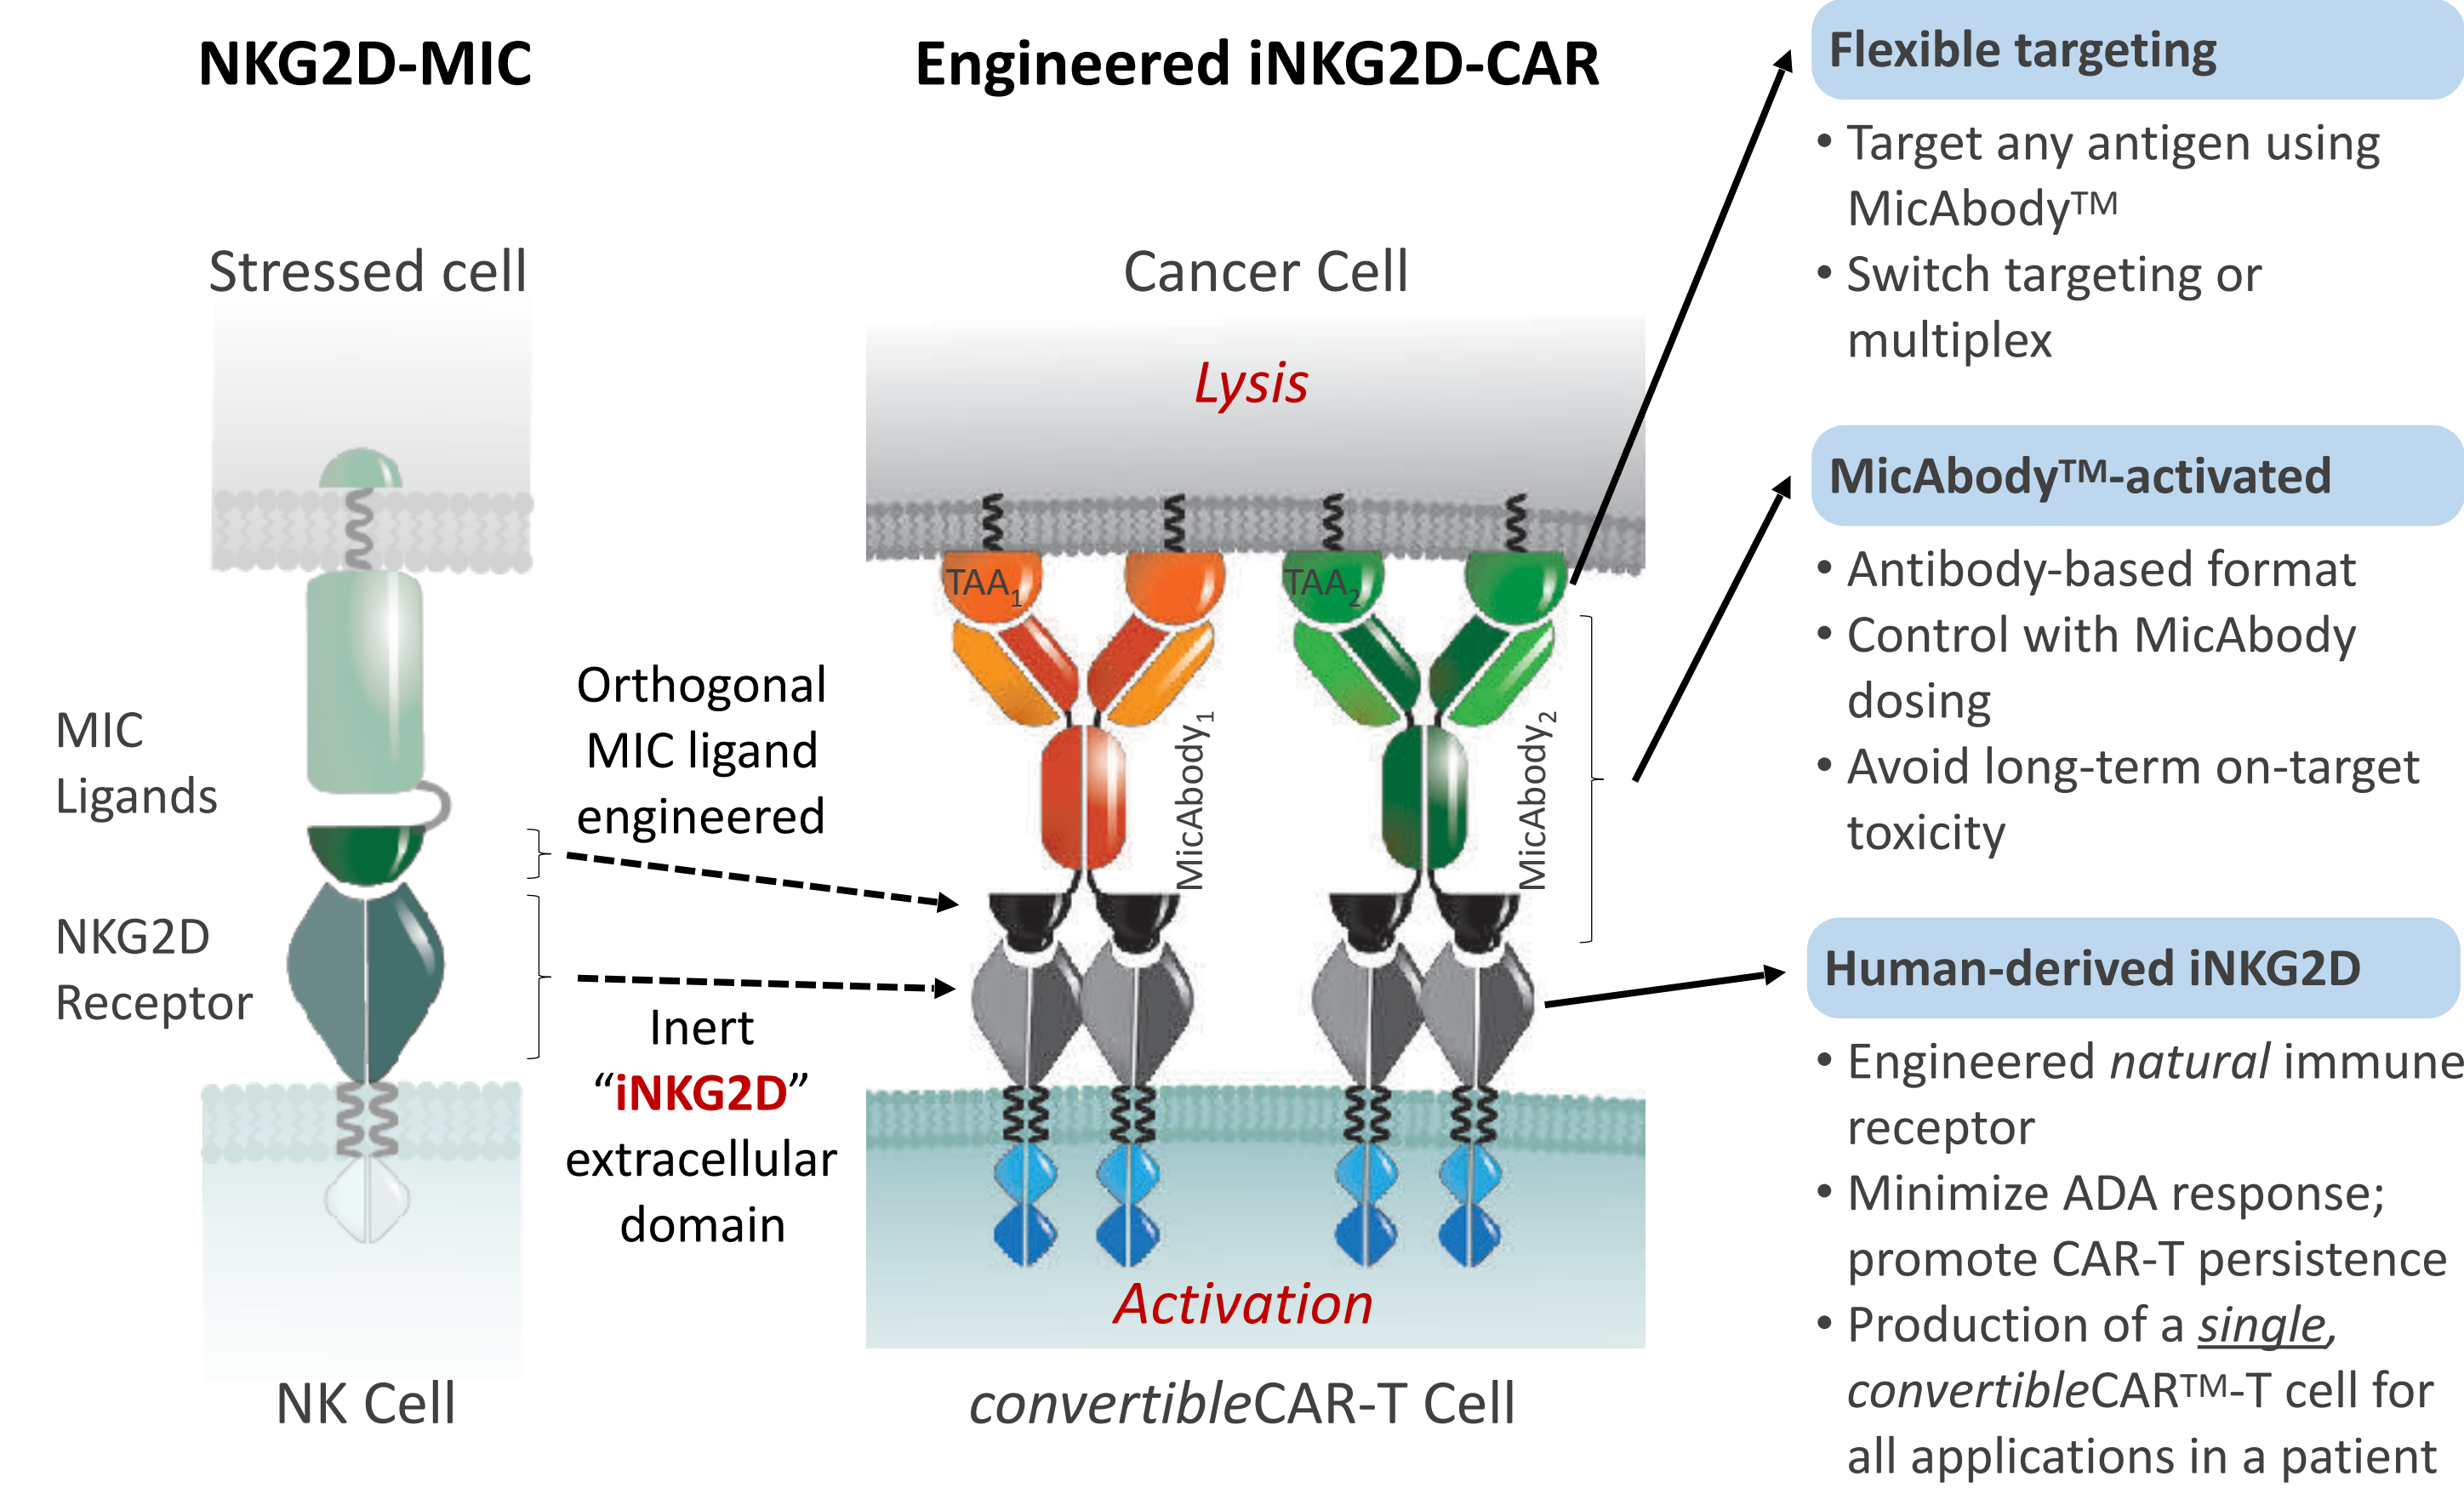 NKG2D-MIC
Stressed cell
MIC
Ligands
NKG2D
Receptor
NK Cell
Orthogonal
MIC ligand
engineered
Inert
“iNKG2D”
extracellular
domain
Engineered iNKG2D-CAR
Cancer Cell
Lysis
TAA1
TAA2
MicAbody1
MicAbody2
Activation
convertibleCAR-T Cell
Flexible targeting
• Target any antigen using
MicAbody™
• Switch targeting or
multiplex
MicAbody™-activated
• Antibody-based format
• Control with MicAbody
dosing
• Avoid long-term on-target
toxicity
Human-derived iNKG2D
• Engineered natural immune
receptor
• Minimize ADA response;
promote CAR-T persistence
• Production of a single,
convertibleCAR™-T cell for
all applications in a patient